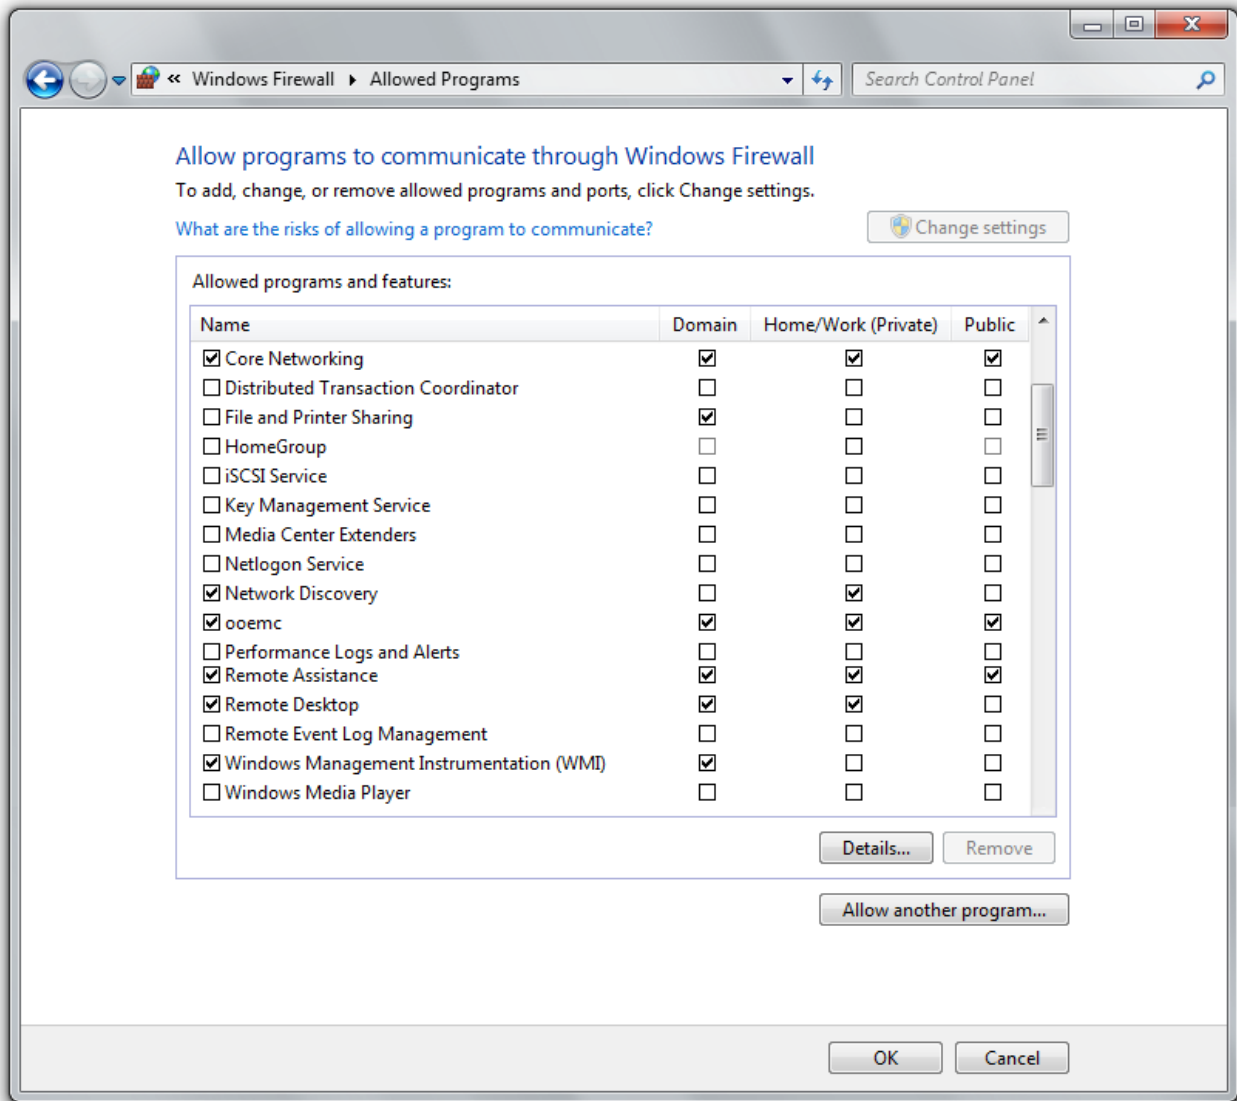 « Windows Firewall Allowed Programs Search Control Panel
Allow programs to communicate through Windows Firewall
To add, change, or remove allowed programs and ports, click Change settings.
What are the risks of allowing a program to communicate? Change settings
Allowed programs and features:
Name Domain Home/Work (Private) Public
Core Networking
Distributed Transaction Coordinator
File and Printer Sharing
HomeGroup
iSCSI Service
Key Management Service
Media Center Extenders
Netlogon Service
Network Discovery
ooemc
Performance Logs and Alerts
Remote Assistance
Remote Desktop
Remote Event Log Management
Windows Management Instrumentation (WMI)
Windows Media Player
Details... Remove
Allow another program...
OK Cancel